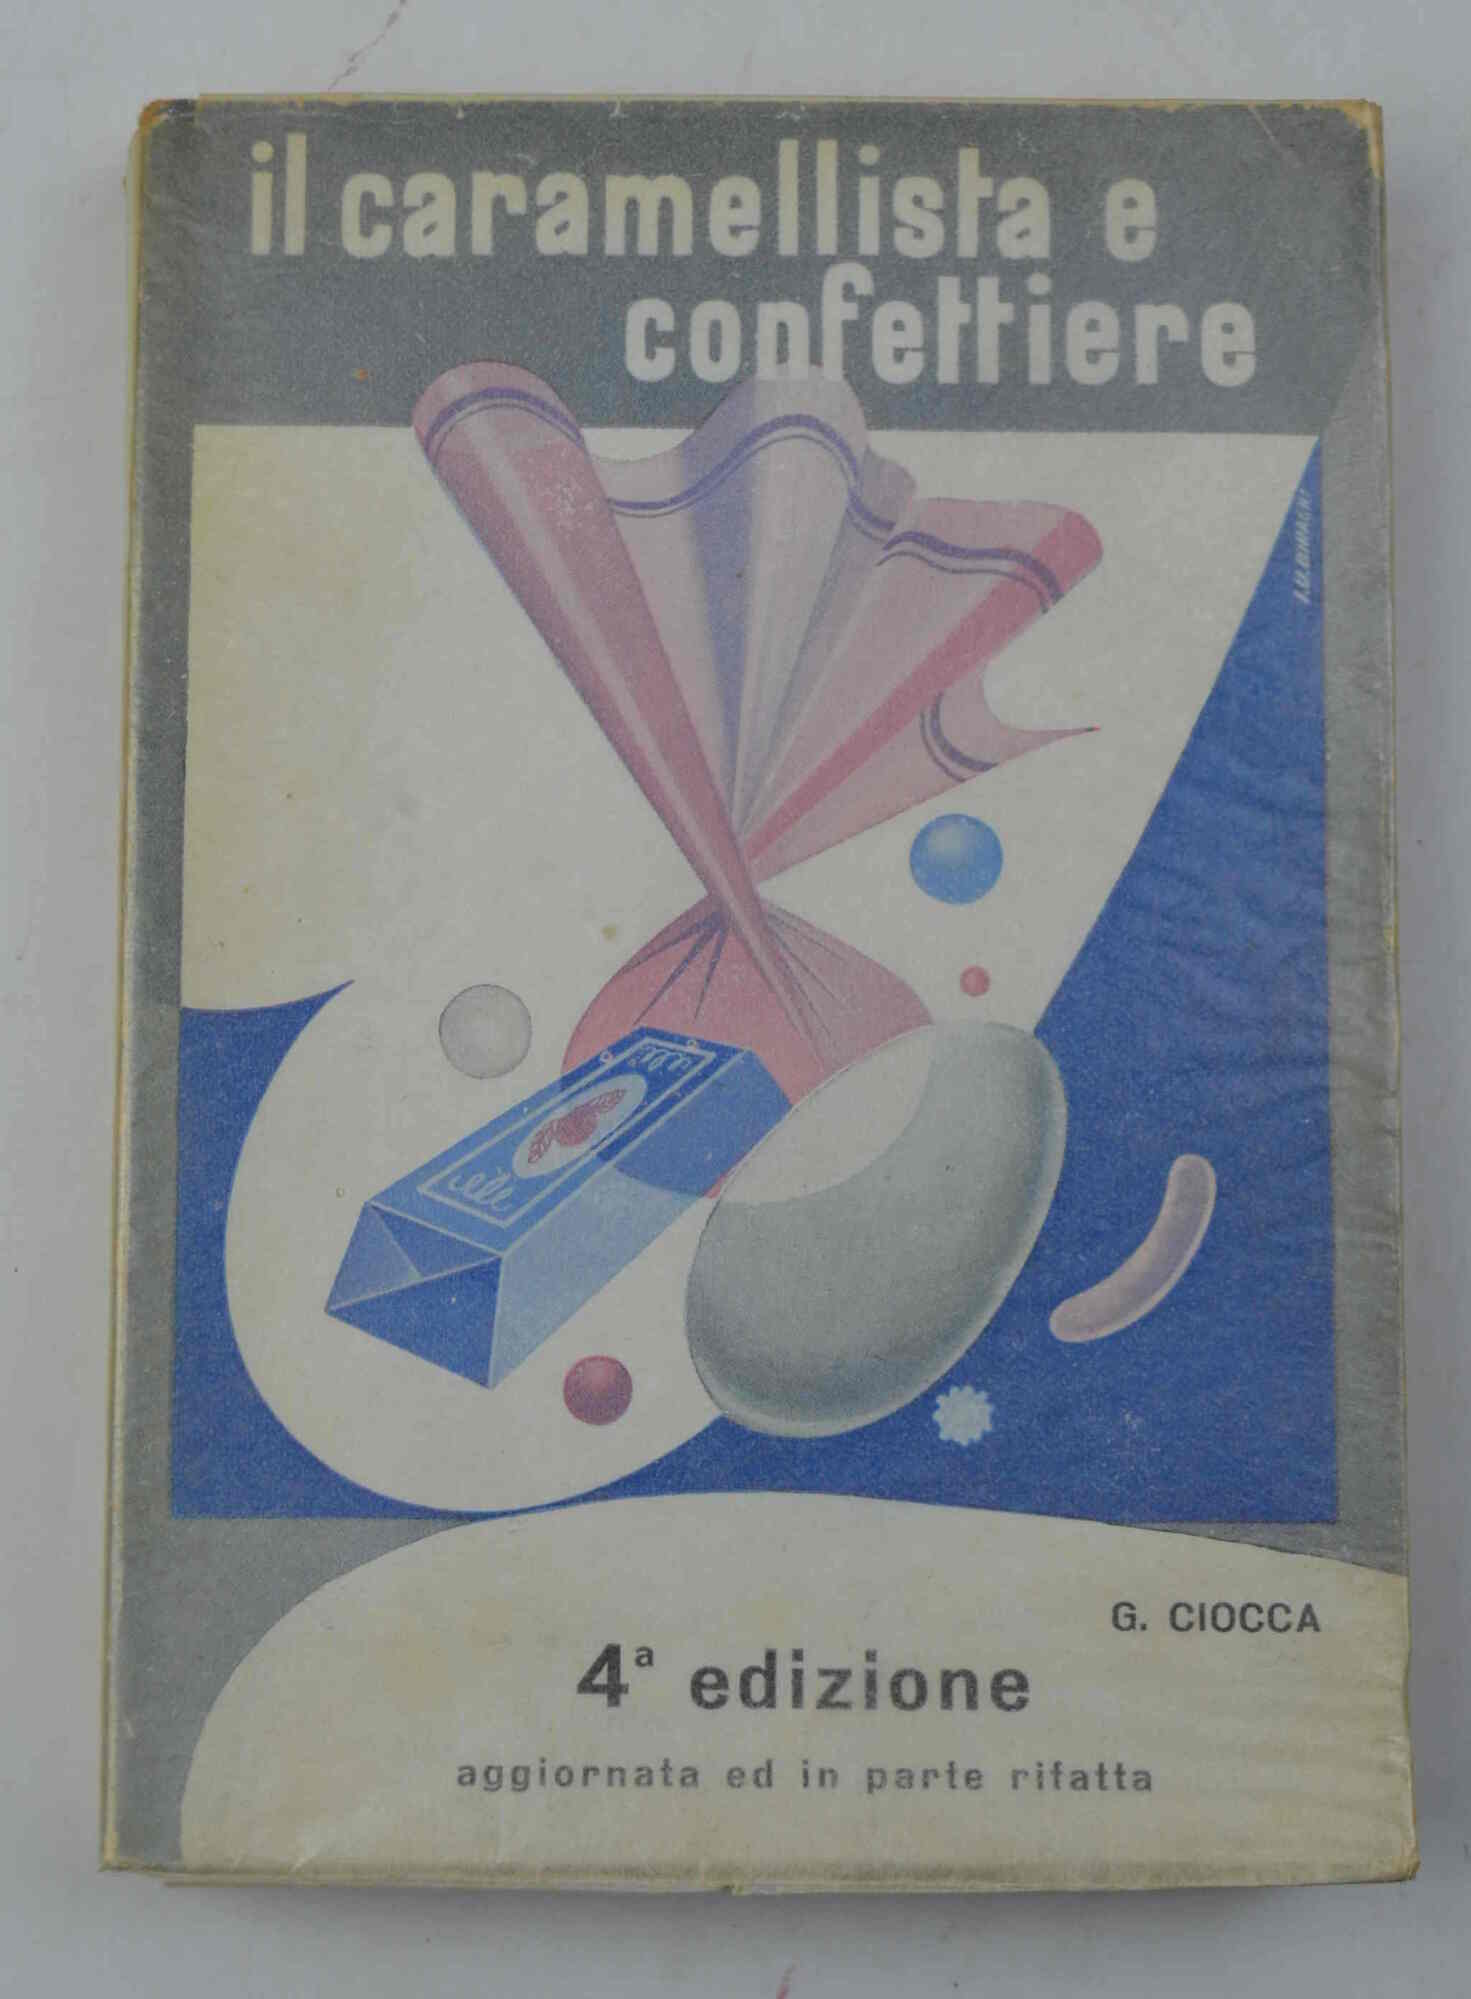 il caramellista e
confettiere
G. CIOCCA
4ª edizione
aggiornata ed in parte rifatta